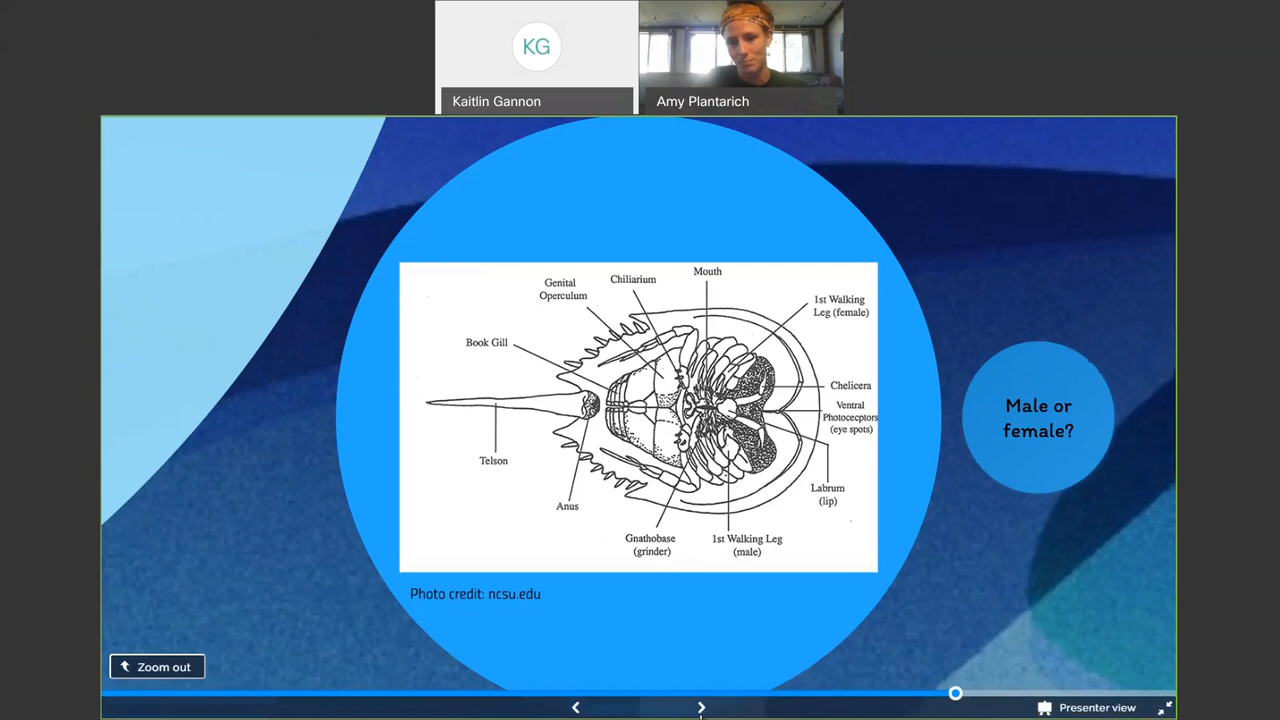 KG
Kaitlin Gannon
Amy Plantarich
Genital
Operculum
Chiliarium
Mouth
1st Walking
Leg (female)
Book Gill
Chelicera
Ventral
Photocecptors
(eye spots)
Telson
Anus
Labrum
(lip)
Gnathobase
(grinder)
1st Walking Leg
(male)
Male or
female?
Photo credit: ncsu.edu
Zoom out
Presenter view